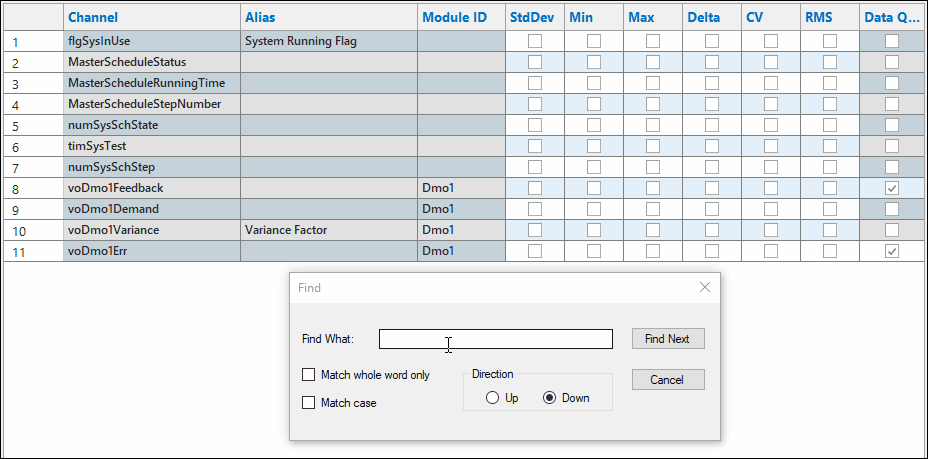 Channel Alias Module ID StdDev Min Max Delta CV RMS Data Q...
1 flgSysInUse System Running Flag
2 MasterScheduleStatus
3 MasterScheduleRunningTime
4 MasterScheduleStepNumber
5 numSysSchState
6 timSysTest
7 numSysSchStep
8 voDmo1Feedback Dmo1
9 voDmo1Demand Dmo1
10 voDmo1Variance Variance Factor Dmo1
11 voDmo1Err Dmo1
Find
Find What: Find Next
Match whole word only Direction Cancel
Match case Up Down